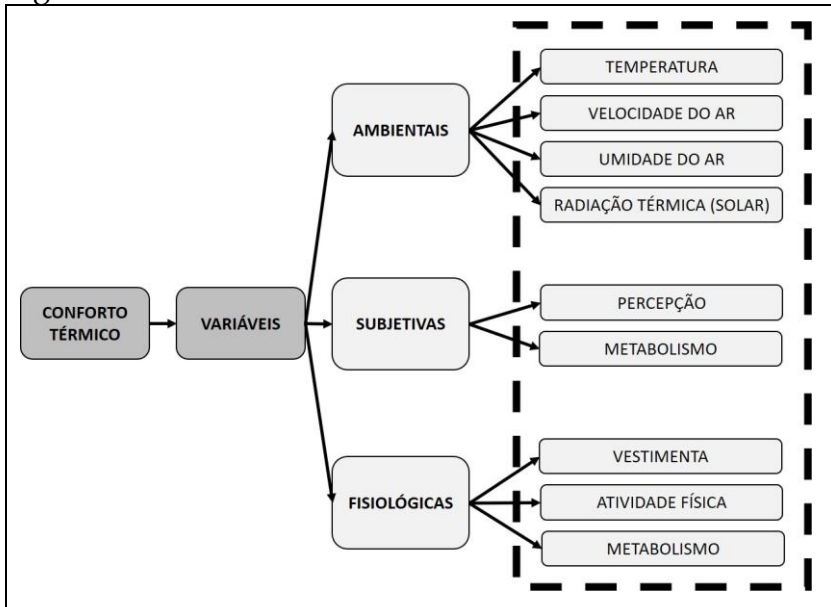 CONFORTO
TÉRMICO
VARIÁVEIS
AMBIENTAIS
TEMPERATURA
VELOCIDADE DO AR
UMIDADE DO AR
RADIAÇÃO TÉRMICA (SOLAR)
SUBJETIVAS
PERCEPÇÃO
METABOLISMO
FISIOLÓGICAS
VESTIMENTA
ATIVIDADE FÍSICA
METABOLISMO